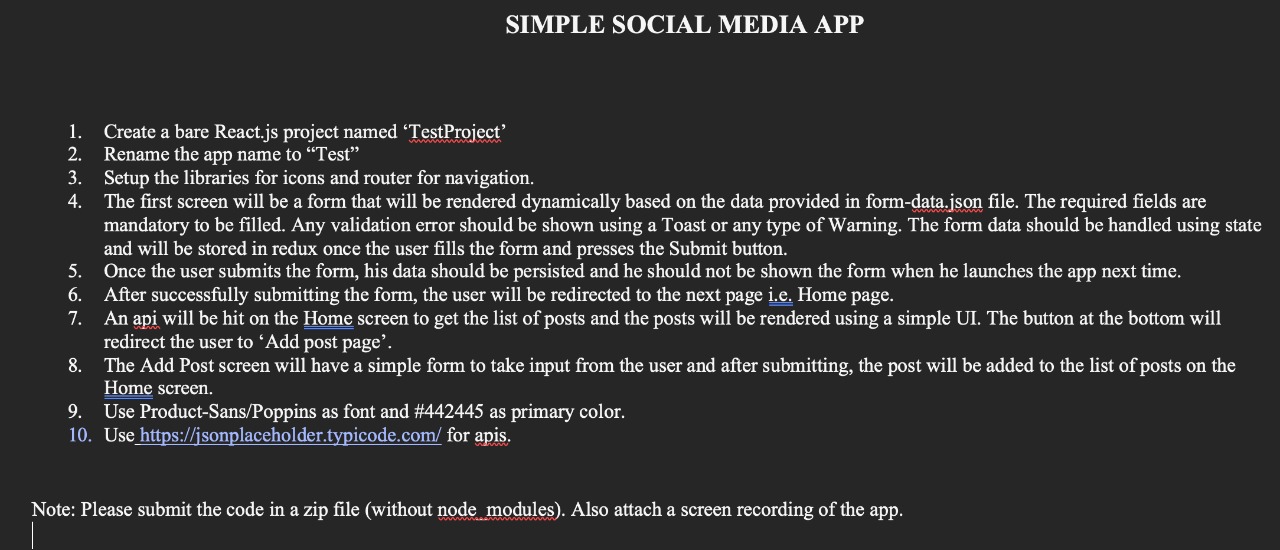 SIMPLE SOCIAL MEDIA APP
1. Create a bare React.js project named ‘TestProject’
2. Rename the app name to “Test”
3. Setup the libraries for icons and router for navigation.
4. The first screen will be a form that will be rendered dynamically based on the data provided in form-data.json file. The required fields are
mandatory to be filled. Any validation error should be shown using a Toast or any type of Warning. The form data should be handled using state
and will be stored in redux once the user fills the form and presses the Submit button.
5. Once the user submits the form, his data should be persisted and he should not be shown the form when he launches the app next time.
6. After successfully submitting the form, the user will be redirected to the next page i.e. Home page.
7. An api will be hit on the Home screen to get the list of posts and the posts will be rendered using a simple UI. The button at the bottom will
redirect the user to ‘Add post page’.
8. The Add Post screen will have a simple form to take input from the user and after submitting, the post will be added to the list of posts on the
Home screen.
9. Use Product-Sans/Poppins as font and #442445 as primary color.
10. Use https://jsonplaceholder.typicode.com/ for apis.
Note: Please submit the code in a zip file (without node_modules). Also attach a screen recording of the app.